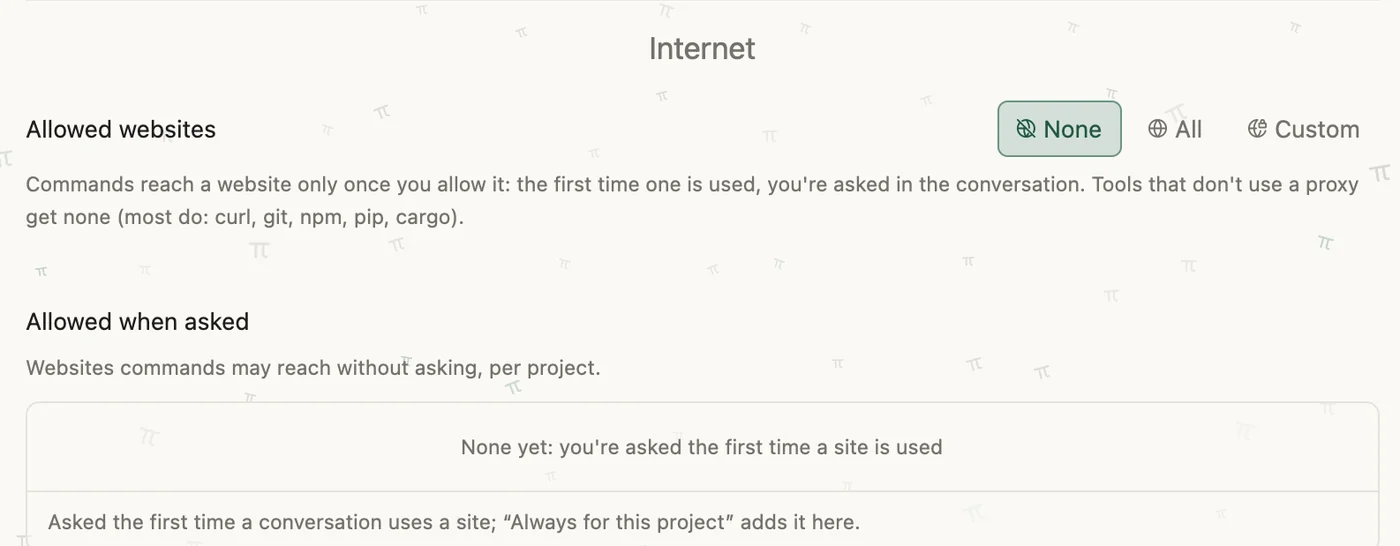 Internet
Allowed websites
None
All
Custom
Commands reach a website only once you allow it: the first time one is used, you're asked in the conversation. Tools that don't use a proxy
get none (most do: curl, git, npm, pip, cargo).
Allowed when asked
Websites commands may reach without asking, per project.
None yet: you're asked the first time a site is used
Asked the first time a conversation uses a site; “Always for this project” adds it here.